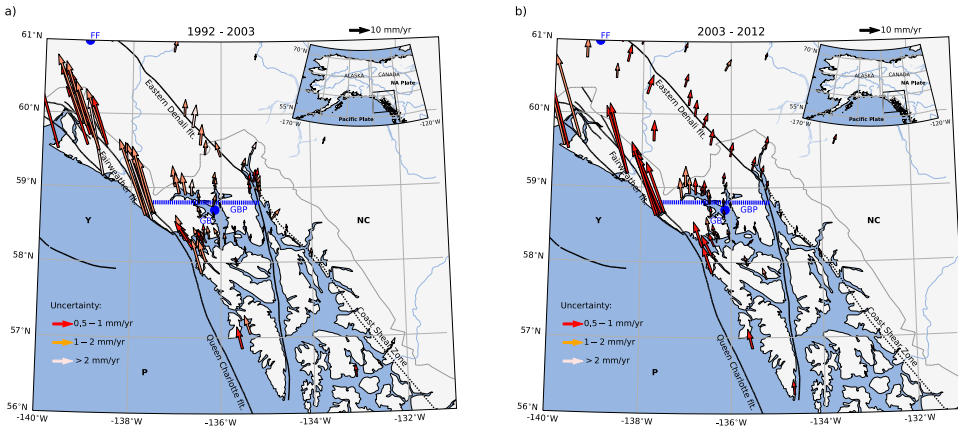 a)
1992 - 2003
10 mm/yr
61°N
FF
70°N
ALASKA
CANADA
NA Plate
55°N
Pacific Plate
-170°W
-120°W
Eastern Denali flt.
60°N
Fairweather flt.
59°N
GBP
Y
NC
58°N
Uncertainty:
0.5−1 mm/yr
1−2 mm/yr
>2 mm/yr
57°N
Queen Charlotte flt.
Coast Shear Zone
P
56°N
-140°W
-138°W
-136°W
-134°W
-132°W
b)
2003 - 2012
10 mm/yr
61°N
FF
70°N
ALASKA
CANADA
NA Plate
55°N
Pacific Plate
-170°W
-120°W
Eastern Denali flt.
60°N
Fairweather flt.
59°N
GBP
Y
NC
58°N
Uncertainty:
0.5−1 mm/yr
1−2 mm/yr
>2 mm/yr
57°N
Queen Charlotte flt.
Coast Shear Zone
P
56°N
-140°W
-138°W
-136°W
-134°W
-132°W